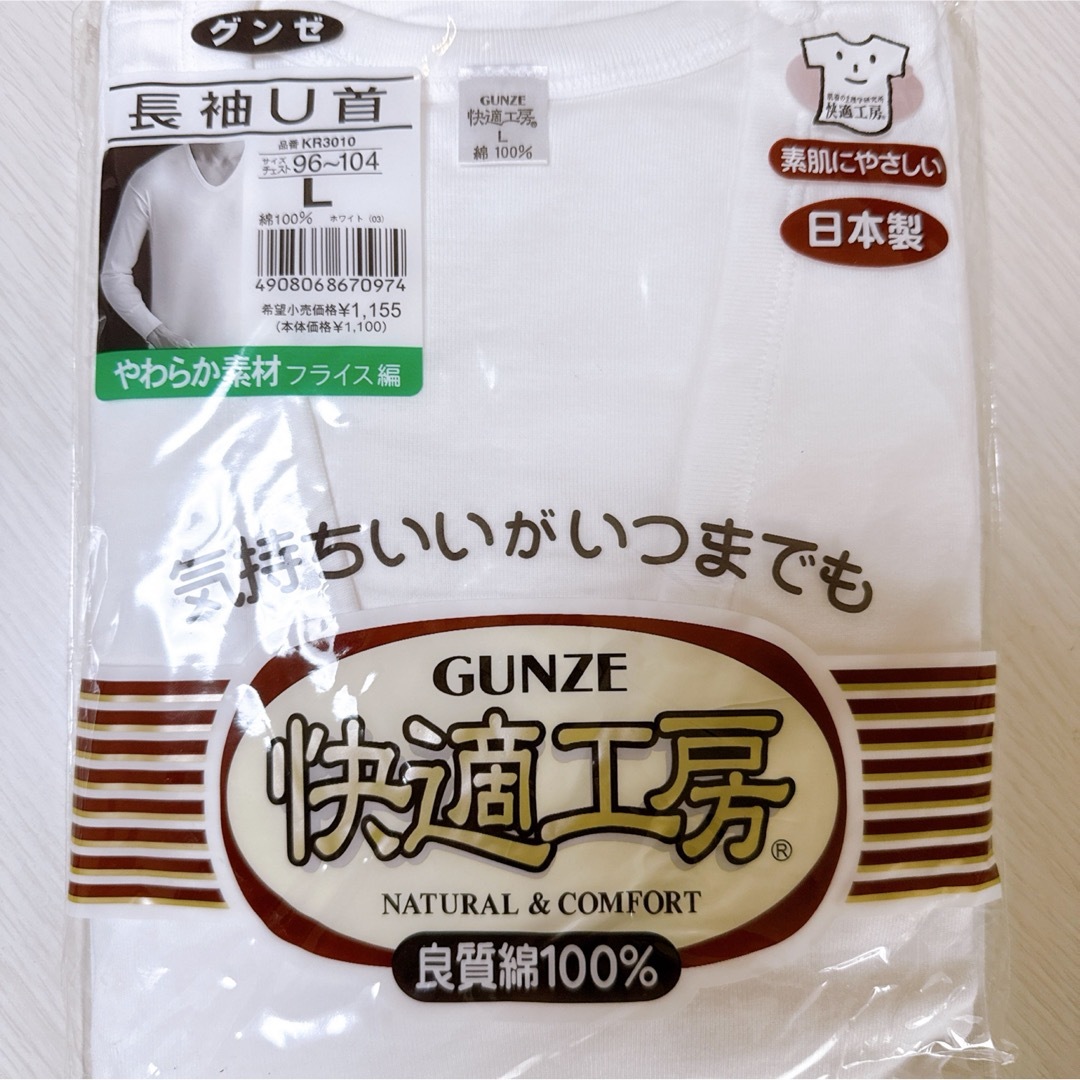 グンゼ
長袖U首
品番 KR3010
サイズ
チェスト 96~104
L
綿100% ホワイト (03)
4908068670974
希望小売価格¥1,155
(本体価格¥1,100)
やわらか素材 フライス編
GUNZE
快適工房®
L
綿 100%
快適工房®
素肌にやさしい
日本製
気持ちいいがいつまでも
GUNZE
快適工房®
NATURAL & COMFORT
良質綿100%